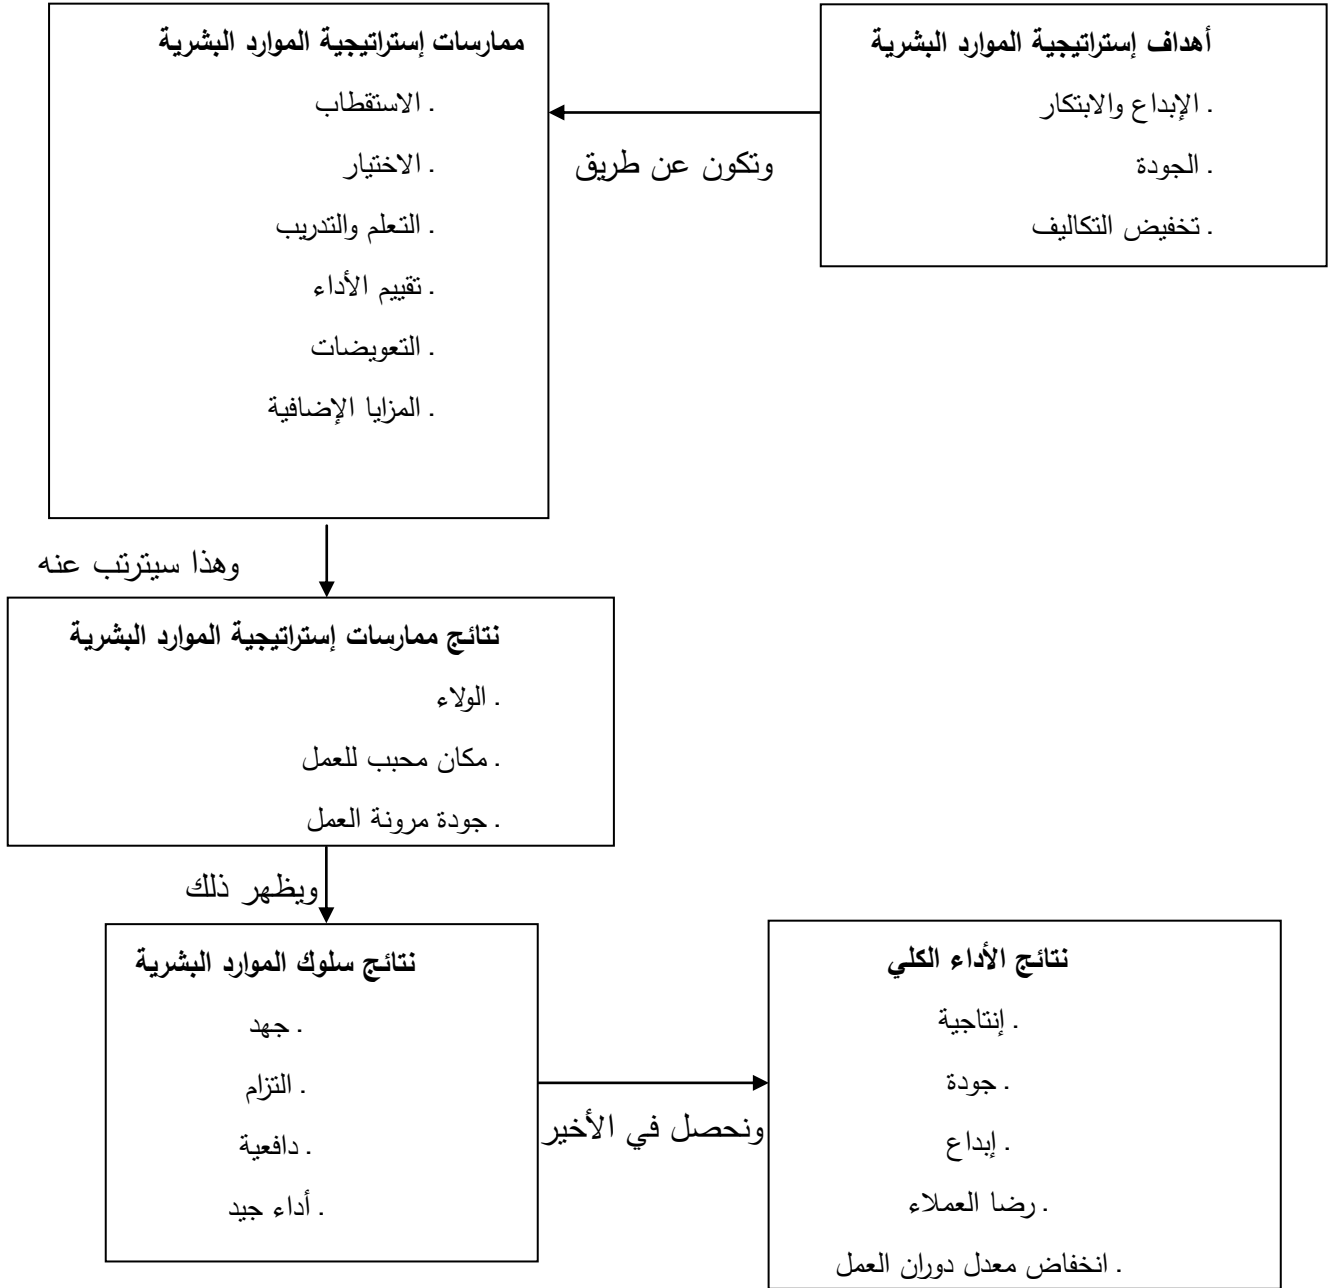 أهداف إستراتيجية الموارد البشرية
. الإبداع والابتكار
. الجودة
. تخفيض التكاليف
وتكون عن طريق
ممارسات إستراتيجية الموارد البشرية
. الاستقطاب
. الاختيار
. التعلم والتدريب
. تقييم الأداء
. التعويضات
. المزايا الإضافية
وهذا سيترتب عنه
نتائج ممارسات إستراتيجية الموارد البشرية
. الولاء
. مكان محبب للعمل
. جودة مرونة العمل
ويظهر ذلك
نتائج سلوك الموارد البشرية
. جهد
. التزام
. دافعية
. أداء جيد
ونحصل في الأخير
نتائج الأداء الكلي
. إنتاجية
. جودة
. إبداع
. رضا العملاء
. انخفاض معدل دوران العمل